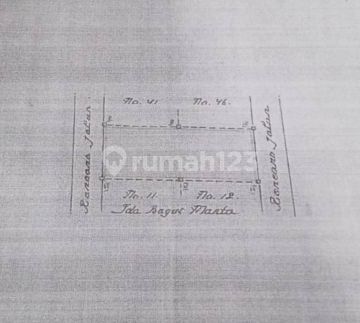 No. 41. No. 46.
Rencana Jalan
rumah123
Rencana Jalan
No. 11. No. 12.
Ida Bagus Manta